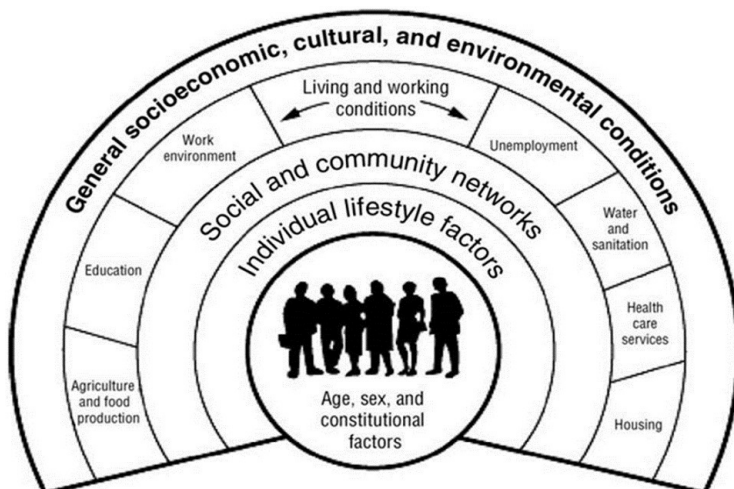 General socioeconomic, cultural, and environmental conditions
Living and working
conditions
Work
environment
Unemployment
Social and community networks
Water
and
sanitation
Individual lifestyle factors
Education
Health
care
services
Agriculture
and food
production
Age, sex, and
constitutional
factors
Housing